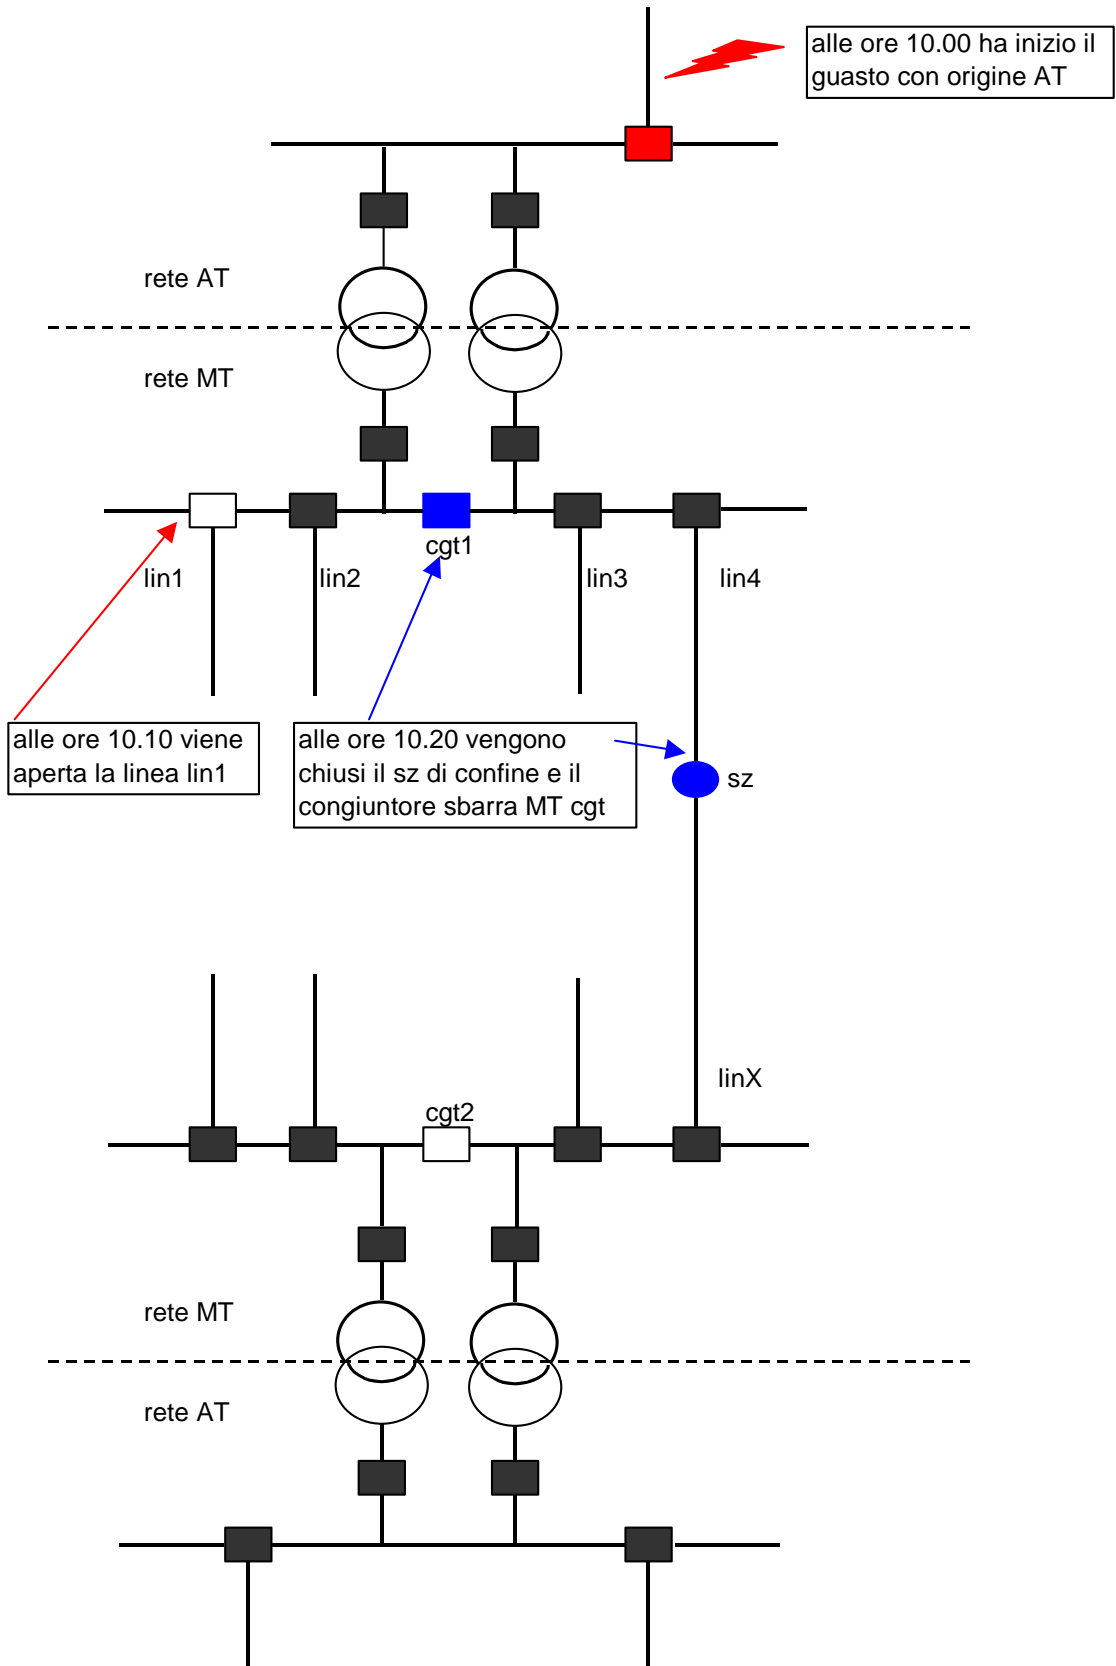 alle ore 10.00 ha inizio il
guasto con origine AT
rete AT
rete MT
cgt1
lin1
lin2
lin3
lin4
alle ore 10.10 viene
aperta la linea lin1
alle ore 10.20 vengono
chiusi il sz di confine e il
congiuntore sbarra MT cgt
sz
linX
cgt2
rete MT
rete AT